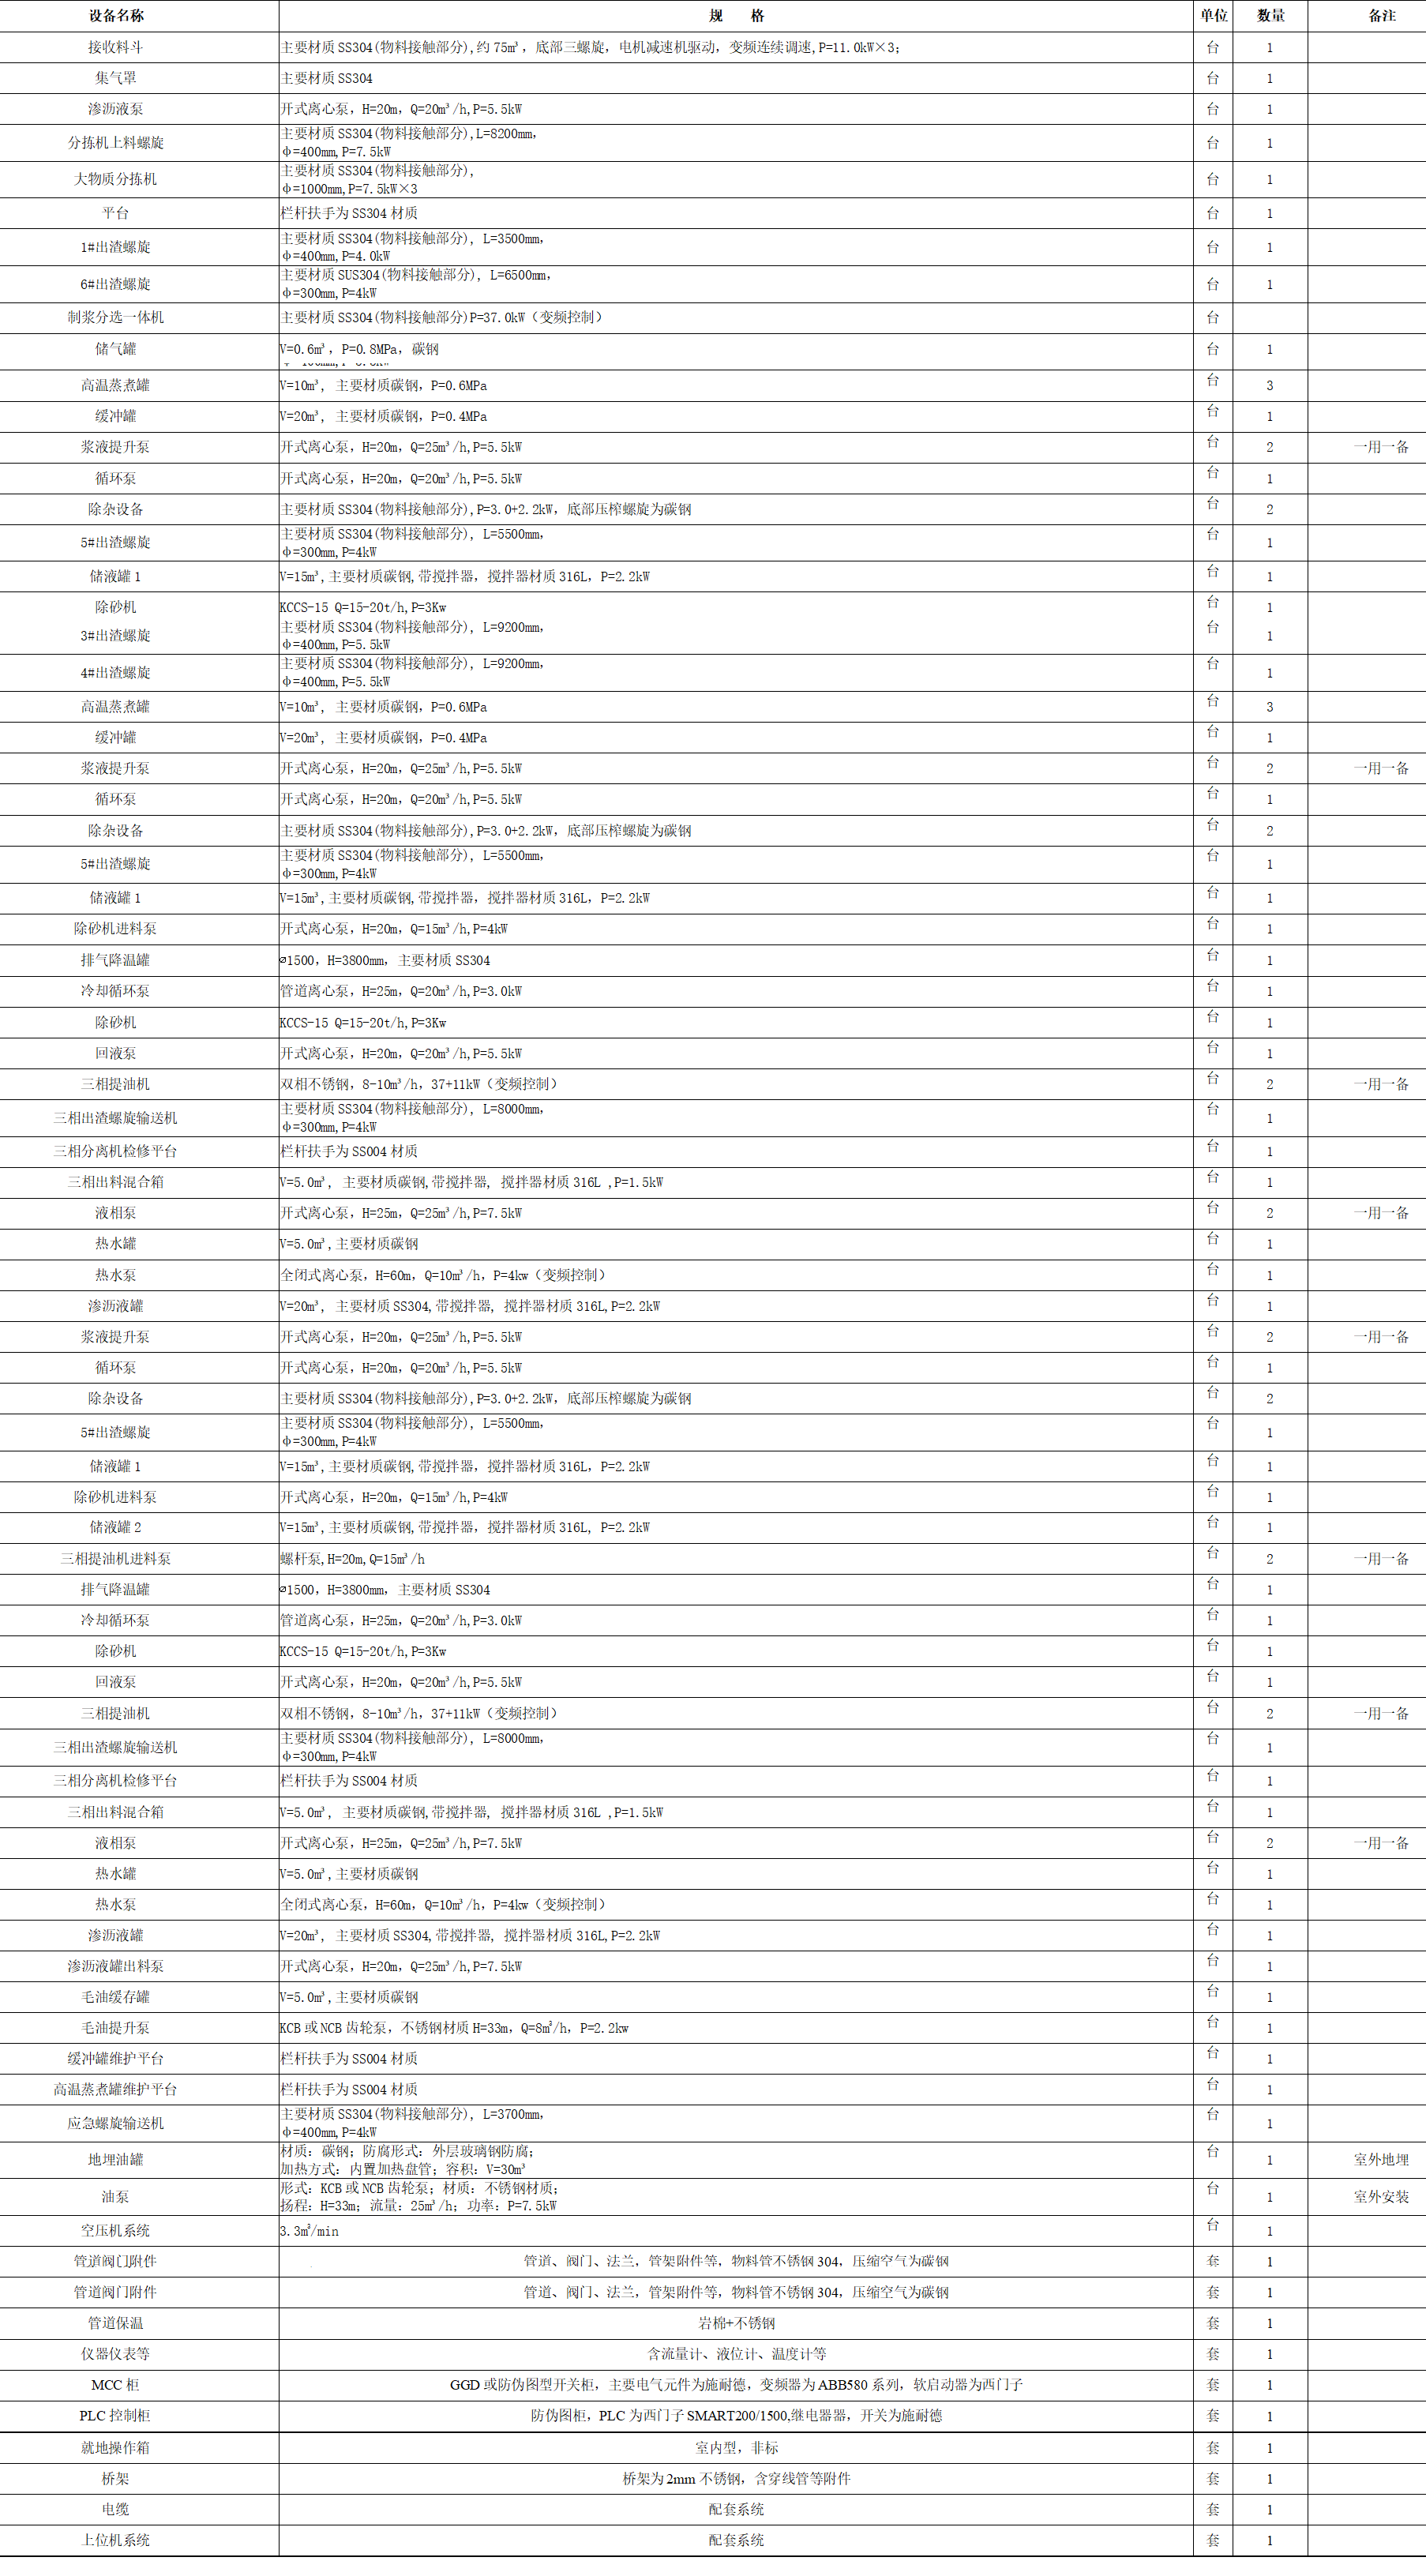 设备名称 规 格 单位 数量 备注
接收料斗 主要材质 SS304(物料接触部分),约 75m³，底部三螺旋，电机减速机驱动，变频连续调速,P=11.0kW×3； 台 1
集气罩 主要材质 SS304 台 1
渗沥液泵 开式离心泵，H=20m，Q=20m³/h,P=5.5kW 台 1
分拣机上料螺旋 主要材质 SS304(物料接触部分),L=8200mm， 台 1
φ=400mm,P=7.5kW
大物质分拣机 主要材质 SS304(物料接触部分), 台 1
φ=1000mm,P=7.5kW×3
平台 栏杆扶手为 SS304 材质 台 1
1#出渣螺旋 主要材质 SS304(物料接触部分), L=3500mm， 台 1
φ=400mm,P=4.0kW
6#出渣螺旋 主要材质 SUS304(物料接触部分), L=6500mm， 台 1
φ=300mm,P=4kW
制浆分选一体机 主要材质 SS304(物料接触部分)P=37.0kW（变频控制） 台
储气罐 V=0.6m³，P=0.8MPa，碳钢 台 1
高温蒸煮罐 V=10m³, 主要材质碳钢，P=0.6MPa 台 3
缓冲罐 V=20m³, 主要材质碳钢，P=0.4MPa 台 1
浆液提升泵 开式离心泵，H=20m，Q=25m³/h,P=5.5kW 台 2 一用一备
循环泵 开式离心泵，H=20m，Q=20m³/h,P=5.5kW 台 1
除杂设备 主要材质 SS304(物料接触部分),P=3.0+2.2kW，底部压榨螺旋为碳钢 台 2
5#出渣螺旋 主要材质 SS304(物料接触部分), L=5500mm， 台 1
φ=300mm,P=4kW
储液罐 1 V=15m³,主要材质碳钢,带搅拌器，搅拌器材质 316L，P=2.2kW 台 1
除砂机 KCCS-15 Q=15-20t/h,P=3Kw 台 1
3#出渣螺旋 主要材质 SS304(物料接触部分), L=9200mm， 台 1
φ=400mm,P=5.5kW
4#出渣螺旋 主要材质 SS304(物料接触部分), L=9200mm， 台 1
φ=400mm,P=5.5kW
高温蒸煮罐 V=10m³, 主要材质碳钢，P=0.6MPa 台 3
缓冲罐 V=20m³, 主要材质碳钢，P=0.4MPa 台 1
浆液提升泵 开式离心泵，H=20m，Q=25m³/h,P=5.5kW 台 2 一用一备
循环泵 开式离心泵，H=20m，Q=20m³/h,P=5.5kW 台 1
除杂设备 主要材质 SS304(物料接触部分),P=3.0+2.2kW，底部压榨螺旋为碳钢 台 2
5#出渣螺旋 主要材质 SS304(物料接触部分), L=5500mm， 台 1
φ=300mm,P=4kW
储液罐 1 V=15m³,主要材质碳钢,带搅拌器，搅拌器材质 316L，P=2.2kW 台 1
除砂机进料泵 开式离心泵，H=20m，Q=15m³/h,P=4kW 台 1
排气降温罐 ⌀1500，H=3800mm，主要材质 SS304 台 1
冷却循环泵 管道离心泵，H=25m，Q=20m³/h,P=3.0kW 台 1
除砂机 KCCS-15 Q=15-20t/h,P=3Kw 台 1
回液泵 开式离心泵，H=20m，Q=20m³/h,P=5.5kW 台 1
三相提油机 双相不锈钢，8-10m³/h，37+11kW（变频控制） 台 2 一用一备
三相出渣螺旋输送机 主要材质 SS304(物料接触部分), L=8000mm， 台 1
φ=300mm,P=4kW
三相分离机检修平台 栏杆扶手为 SS004 材质 台 1
三相出料混合箱 V=5.0m³, 主要材质碳钢,带搅拌器, 搅拌器材质 316L ,P=1.5kW 台 1
液相泵 开式离心泵，H=25m，Q=25m³/h,P=7.5kW 台 2 一用一备
热水罐 V=5.0m³,主要材质碳钢 台 1
热水泵 全闭式离心泵，H=60m，Q=10m³/h，P=4kw（变频控制） 台 1
渗沥液罐 V=20m³, 主要材质 SS304,带搅拌器, 搅拌器材质 316L,P=2.2kW 台 1
浆液提升泵 开式离心泵，H=20m，Q=25m³/h,P=5.5kW 台 2 一用一备
循环泵 开式离心泵，H=20m，Q=20m³/h,P=5.5kW 台 1
除杂设备 主要材质 SS304(物料接触部分),P=3.0+2.2kW，底部压榨螺旋为碳钢 台 2
5#出渣螺旋 主要材质 SS304(物料接触部分), L=5500mm， 台 1
φ=300mm,P=4kW
储液罐 1 V=15m³,主要材质碳钢,带搅拌器，搅拌器材质 316L，P=2.2kW 台 1
除砂机进料泵 开式离心泵，H=20m，Q=15m³/h,P=4kW 台 1
储液罐 2 V=15m³,主要材质碳钢,带搅拌器，搅拌器材质 316L, P=2.2kW 台 1
三相提油机进料泵 螺杆泵,H=20m,Q=15m³/h 台 2 一用一备
排气降温罐 ⌀1500，H=3800mm，主要材质 SS304 台 1
冷却循环泵 管道离心泵，H=25m，Q=20m³/h,P=3.0kW 台 1
除砂机 KCCS-15 Q=15-20t/h,P=3Kw 台 1
回液泵 开式离心泵，H=20m，Q=20m³/h,P=5.5kW 台 1
三相提油机 双相不锈钢，8-10m³/h，37+11kW（变频控制） 台 2 一用一备
三相出渣螺旋输送机 主要材质 SS304(物料接触部分), L=8000mm， 台 1
φ=300mm,P=4kW
三相分离机检修平台 栏杆扶手为 SS004 材质 台 1
三相出料混合箱 V=5.0m³, 主要材质碳钢,带搅拌器, 搅拌器材质 316L ,P=1.5kW 台 1
液相泵 开式离心泵，H=25m，Q=25m³/h,P=7.5kW 台 2 一用一备
热水罐 V=5.0m³,主要材质碳钢 台 1
热水泵 全闭式离心泵，H=60m，Q=10m³/h，P=4kw（变频控制） 台 1
渗沥液罐 V=20m³, 主要材质 SS304,带搅拌器, 搅拌器材质 316L,P=2.2kW 台 1
渗沥液罐出料泵 开式离心泵，H=20m，Q=25m³/h,P=7.5kW 台 1
毛油缓存罐 V=5.0m³,主要材质碳钢 台 1
毛油提升泵 KCB 或 NCB 齿轮泵，不锈钢材质 H=33m，Q=8m³/h，P=2.2kw 台 1
缓冲罐维护平台 栏杆扶手为 SS004 材质 台 1
高温蒸煮罐维护平台 栏杆扶手为 SS004 材质 台 1
应急螺旋输送机 主要材质 SS304(物料接触部分), L=3700mm， 台 1
φ=400mm,P=4kW
地埋油罐 材质：碳钢；防腐形式：外层玻璃钢防腐； 台 1 室外地埋
加热方式：内置加热盘管；容积：V=30m³
油泵 形式：KCB 或 NCB 齿轮泵；材质：不锈钢材质； 台 1 室外安装
扬程：H=33m；流量：25m³/h；功率：P=7.5kW
空压机系统 3.3m³/min 台 1
管道阀门附件 管道、阀门、法兰，管架附件等，物料管不锈钢 304，压缩空气为碳钢 套 1
管道阀门附件 管道、阀门、法兰，管架附件等，物料管不锈钢 304，压缩空气为碳钢 套 1
管道保温 岩棉+不锈钢 套 1
仪器仪表等 含流量计、液位计、温度计等 套 1
MCC 柜 GGD 或防伪图型开关柜，主要电气元件为施耐德，变频器为 ABB580 系列，软启动器为西门子 套 1
PLC 控制柜 防伪图柜，PLC 为西门子 SMART200/1500,继电器器，开关为施耐德 套 1
就地操作箱 室内型，非标 套 1
桥架 桥架为 2mm 不锈钢，含穿线管等附件 套 1
电缆 配套系统 套 1
上位机系统 配套系统 套 1